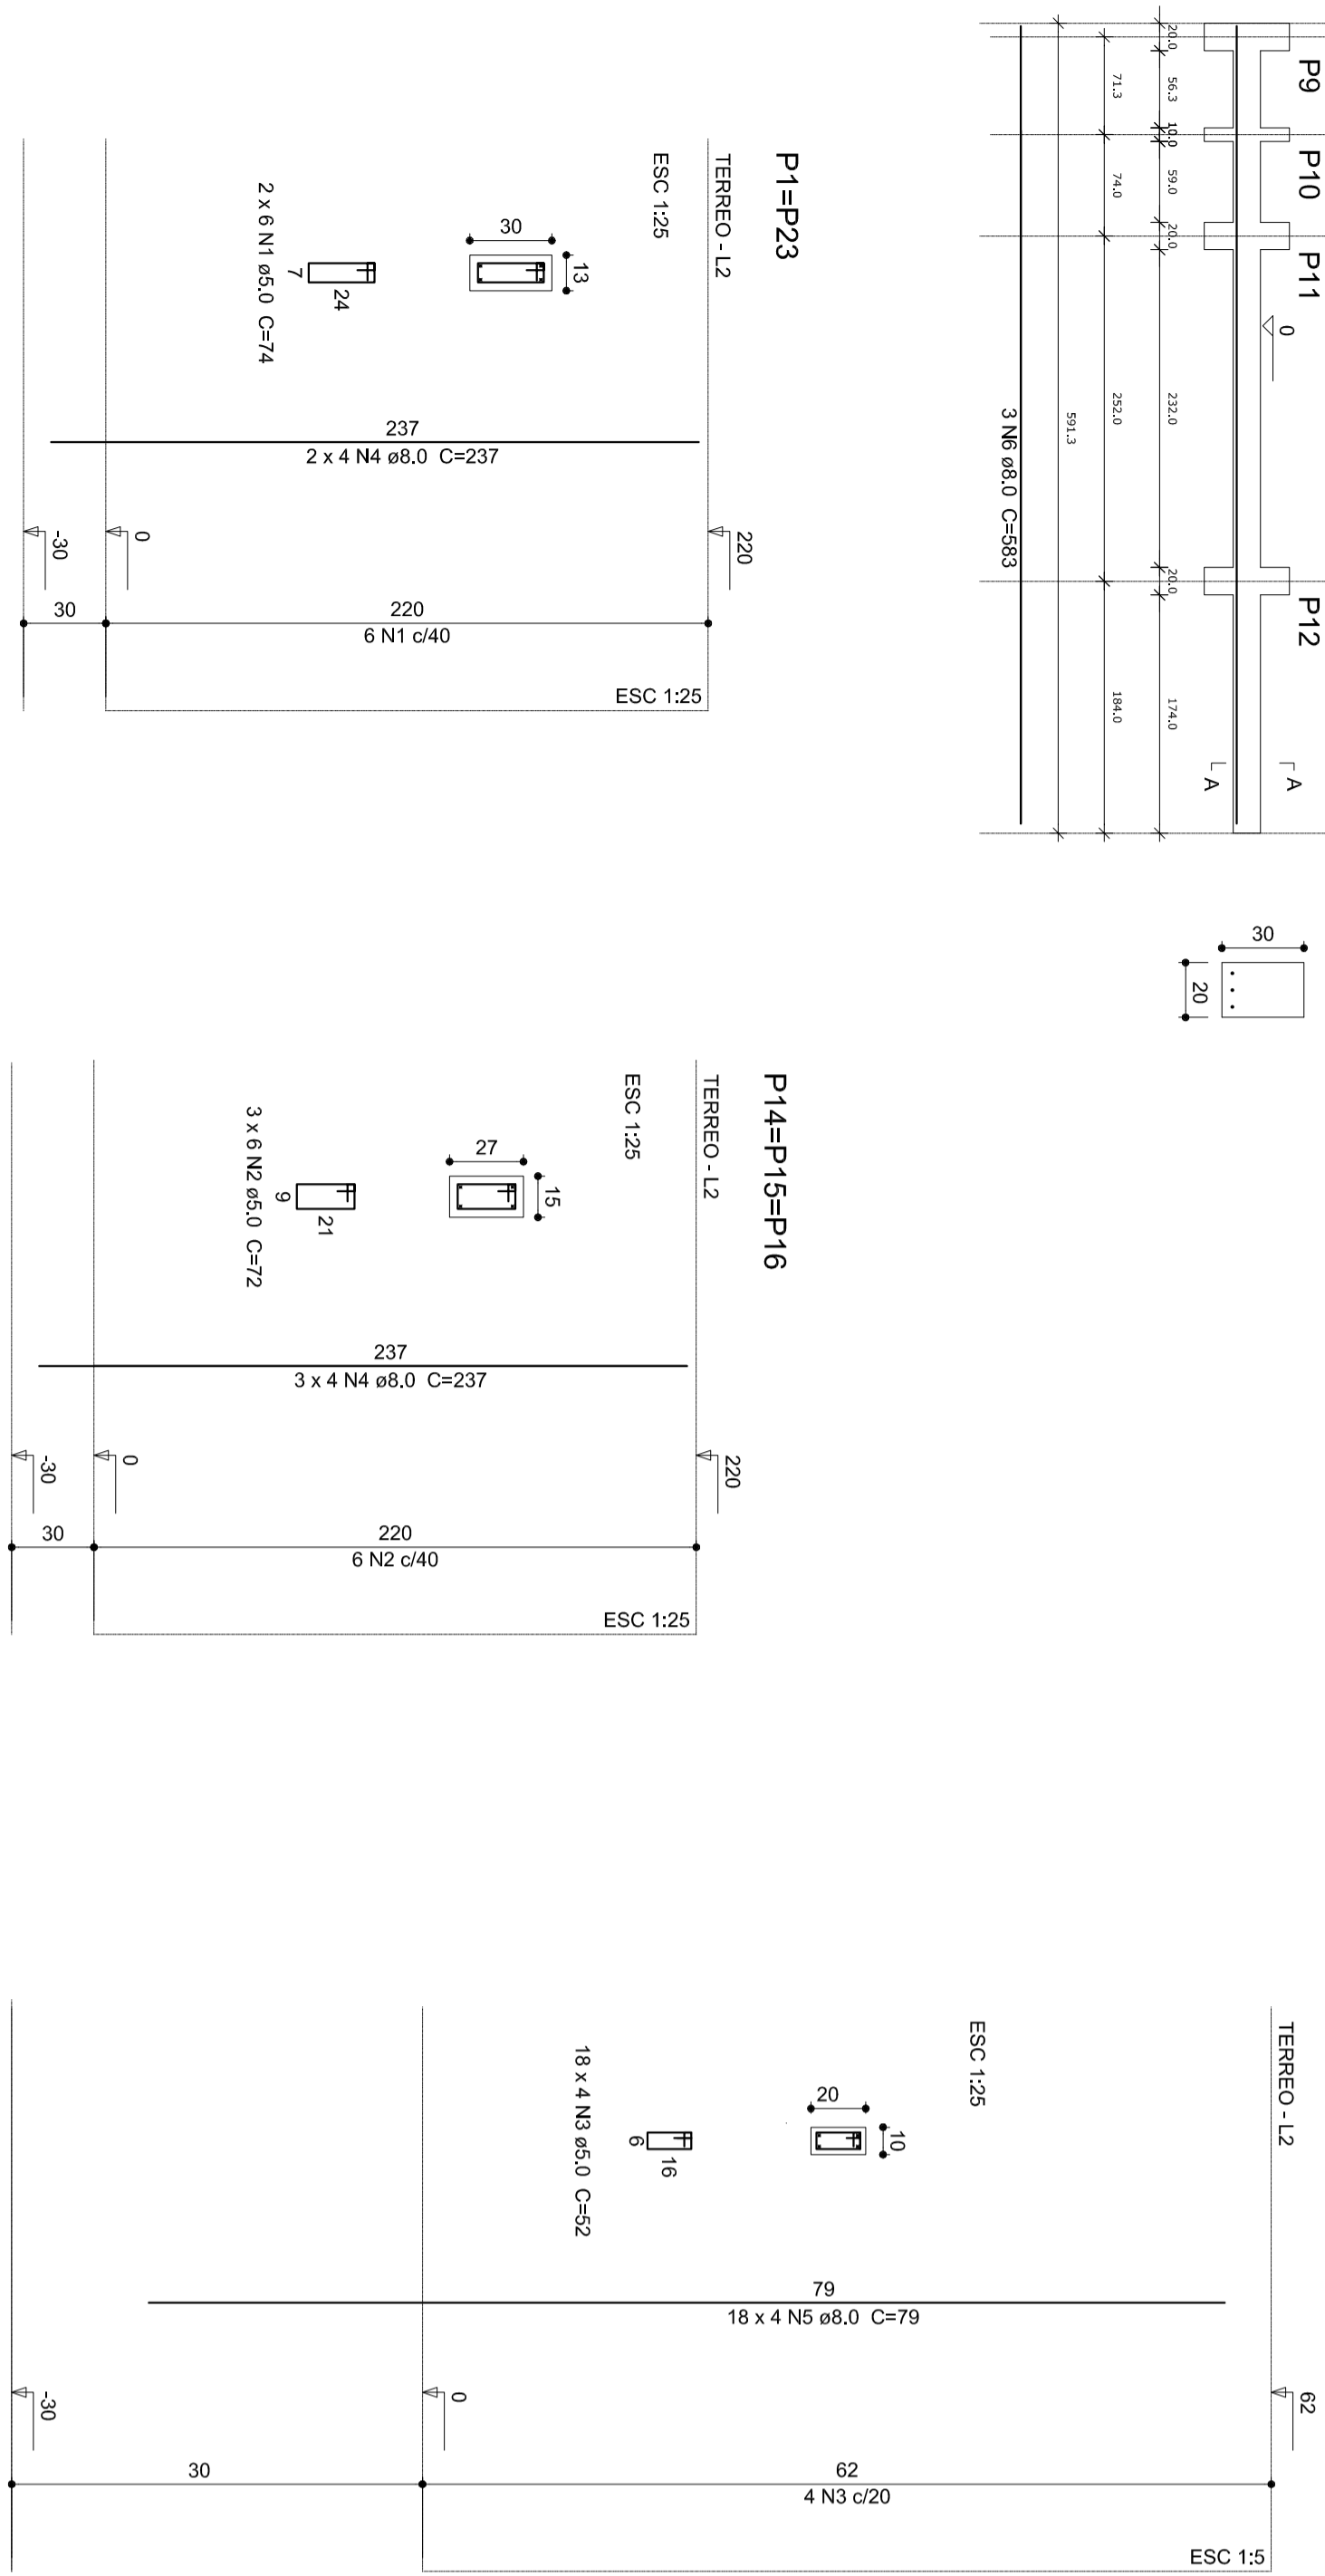 P9
P10
P11
P12
0
20.0
56.3
10.0
59.0
20.0
232.0
20.0
174.0
71.3
74.0
252.0
184.0
591.3
A
A
3 N6 ø8.0 C=583
30
20
P1=P23
TERREO - L2
ESC 1:25
30
13
24
7
2 x 6 N1 ø5.0 C=74
237
2 x 4 N4 ø8.0 C=237
220
0
-30
30
220
6 N1 c/40
ESC 1:25
P14=P15=P16
TERREO - L2
ESC 1:25
27
15
21
9
3 x 6 N2 ø5.0 C=72
237
3 x 4 N4 ø8.0 C=237
220
0
-30
30
220
6 N2 c/40
ESC 1:25
TERREO - L2
ESC 1:25
20
10
16
6
18 x 4 N3 ø5.0 C=52
79
18 x 4 N5 ø8.0 C=79
62
0
-30
30
62
4 N3 c/20
ESC 1:5